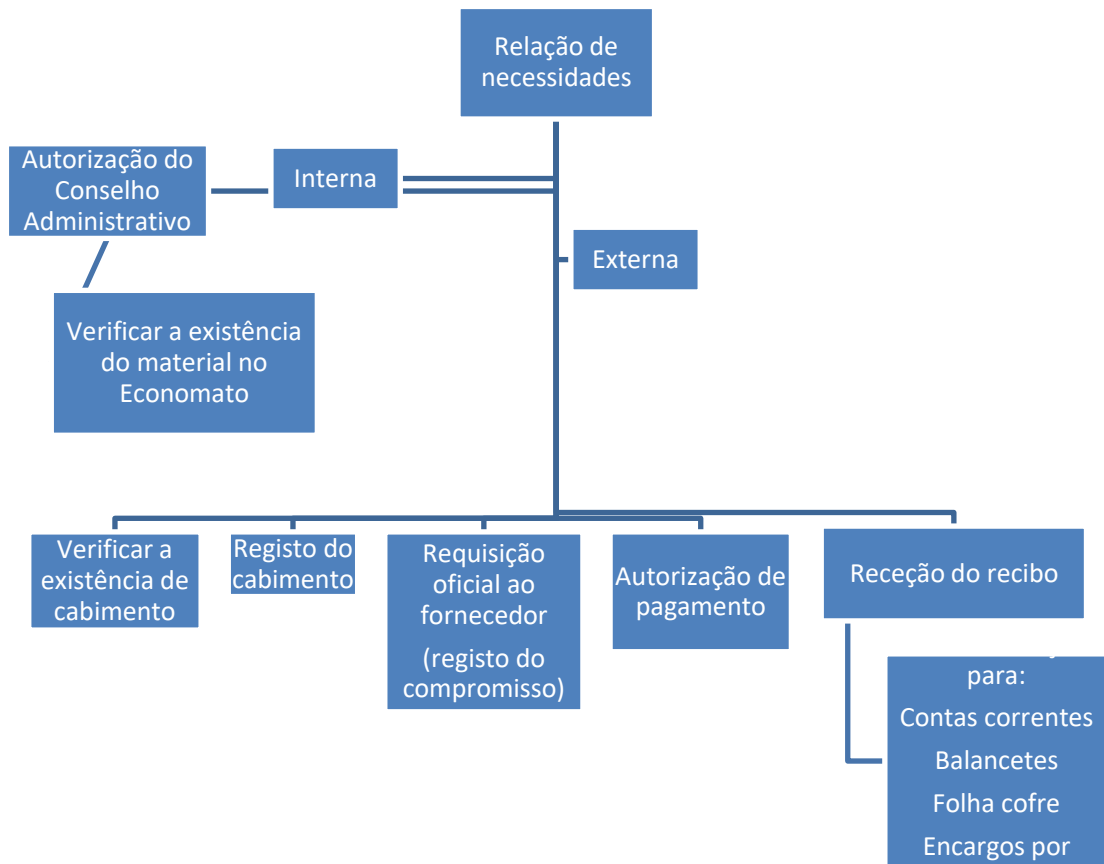 Relação de
necessidades
Autorização do
Conselho
Administrativo
Interna
Externa
Verificar a existência
do material no
Economato
Verificar a
existência de
cabimento
Registo do
cabimento
Requisição
oficial ao
fornecedor
(registo do
compromisso)
Autorização de
pagamento
Receção do recibo
para:
Contas correntes
Balancetes
Folha cofre
Encargos por